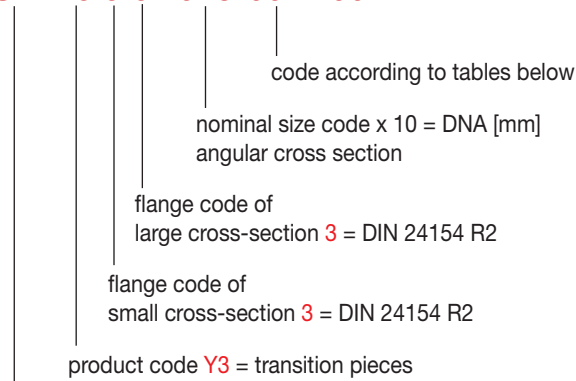 code according to tables below
nominal size code x 10 = DNA [mm]
angular cross section
flange code of
large cross-section 3 = DIN 24154 R2
flange code of
small cross-section 3 = DIN 24154 R2
product code Y3 = transition pieces